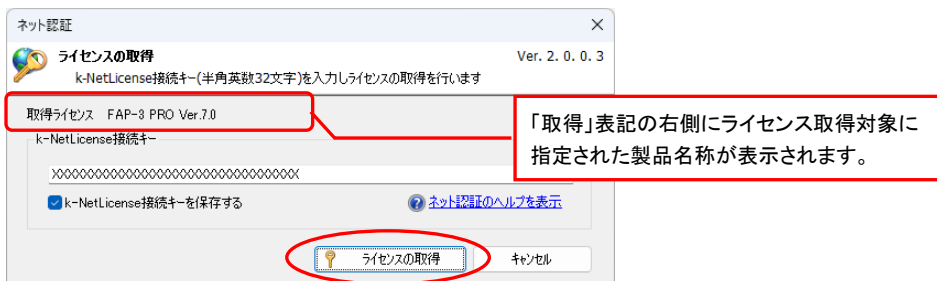 ネット認証
ライセンスの取得
Ver. 2. 0. 0. 3
k-NetLicense接続キー(半角英数32文字)を入力しライセンスの取得を行います
取得ライセンス FAP-3 PRO Ver.7.0
「取得」表記の右側にライセンス取得対象に
指定された製品名称が表示されます。
k-NetLicense接続キー
XXXXXXXXXXXXXXXXXXXXXXXXXXXXXXXX
k-NetLicense接続キーを保存する
ネット認証のヘルプを表示
ライセンスの取得
キャンセル